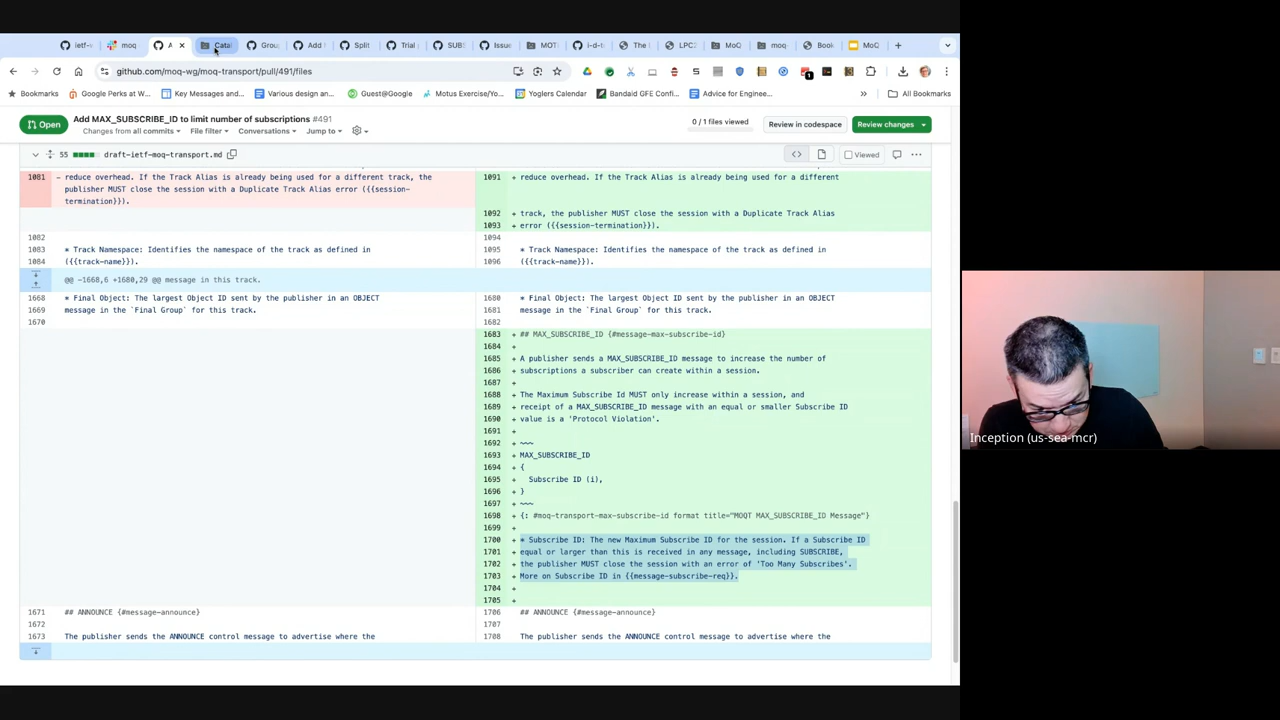 ietf-w
moq
A
Catal
Grou
Add
Split
Trial
SUBS
Issue
MOT
i-d-t
The
LPC2
MoQ
moq-
Book
MoQ
github.com/moq-wg/moq-transport/pull/491/files
Bookmarks
Google Perks at W...
Key Messages and...
Various design an...
Guest@Google
Motus Exercise/Yo...
Yoglers Calendar
Bandaid GFE Confi...
Advice for Enginee...
»
All Bookmarks
Open
Add MAX_SUBSCRIBE_ID to limit number of subscriptions #491
Changes from all commits
File filter
Conversations
Jump to
0 / 1 files viewed
Review in codespace
Review changes
55
draft-ietf-moq-transport.md
Viewed
1081 – reduce overhead. If the Track Alias is already being used for a different track, the
publisher MUST close the session with a Duplicate Track Alias error ({{session-
termination}}).
1091 + reduce overhead. If the Track Alias is already being used for a different
1092 + track, the publisher MUST close the session with a Duplicate Track Alias
1093 + error ({{session-termination}}).
1082
1094
1083 * Track Namespace: Identifies the namespace of the track as defined in
1095 * Track Namespace: Identifies the namespace of the track as defined in
1084 ({{track-name}}).
1096 ({{track-name}}).
@@ -1668,6 +1680,29 @@ message in this track.
1668 * Final Object: The largest Object ID sent by the publisher in an OBJECT
1680 * Final Object: The largest Object ID sent by the publisher in an OBJECT
1669 message in the `Final Group` for this track.
1681 message in the `Final Group` for this track.
1670
1682
1683 + ## MAX_SUBSCRIBE_ID {#message-max-subscribe-id}
1684 +
1685 + A publisher sends a MAX_SUBSCRIBE_ID message to increase the number of
1686 + subscriptions a subscriber can create within a session.
1687 +
1688 + The Maximum Subscribe Id MUST only increase within a session, and
1689 + receipt of a MAX_SUBSCRIBE_ID message with an equal or smaller Subscribe ID
1690 + value is a 'Protocol Violation'.
1691 +
1692 + ~~~
1693 + MAX_SUBSCRIBE_ID
1694 + {
1695 + Subscribe ID (i),
1696 + }
1697 + ~~~
1698 + {: #moq-transport-max-subscribe-id format title="MOQT MAX_SUBSCRIBE_ID Message"}
1699 +
1700 + * Subscribe ID: The new Maximum Subscribe ID for the session. If a Subscribe ID
1701 + equal or larger than this is received in any message, including SUBSCRIBE,
1702 + the publisher MUST close the session with an error of 'Too Many Subscribes'.
1703 + More on Subscribe ID in {{message-subscribe-req}}.
1704 +
1705 +
1671 ## ANNOUNCE {#message-announce}
1706 ## ANNOUNCE {#message-announce}
1672
1707
1673 The publisher sends the ANNOUNCE control message to advertise where the
1708 The publisher sends the ANNOUNCE control message to advertise where the
Inception (us-sea-mcr)